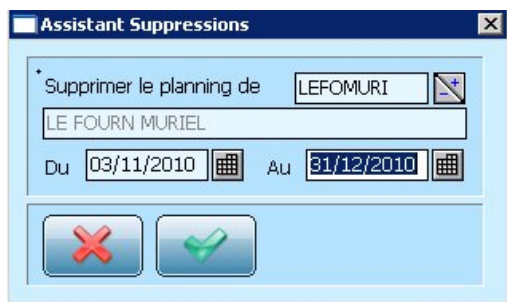 Assistant Suppressions
* Supprimer le planning de LEFOMURI
LE FOURN MURIEL
Du 03/11/2010 Au 31/12/2010